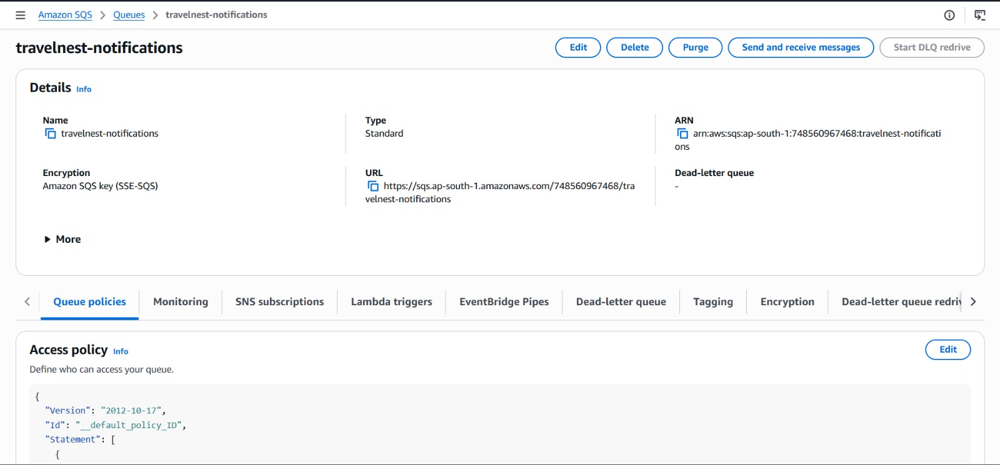 Amazon SQS > Queues > travelnest-notifications
travelnest-notifications
Edit Delete Purge Send and receive messages Start DLQ redrive
Details Info
Name
travelnest-notifications
Type
Standard
ARN
arn:aws:sqs:ap-south-1:748560967468:travelnest-notificati
ons
Encryption
Amazon SQS key (SSE-SQS)
URL
https://sqs.ap-south-1.amazonaws.com/748560967468/tra
velnest-notifications
Dead-letter queue
-
More
Queue policies Monitoring SNS subscriptions Lambda triggers EventBridge Pipes Dead-letter queue Tagging Encryption Dead-letter queue redriv
Access policy Info
Edit
Define who can access your queue.
{
"Version": "2012-10-17",
"Id": "__default_policy_ID",
"Statement": [
{